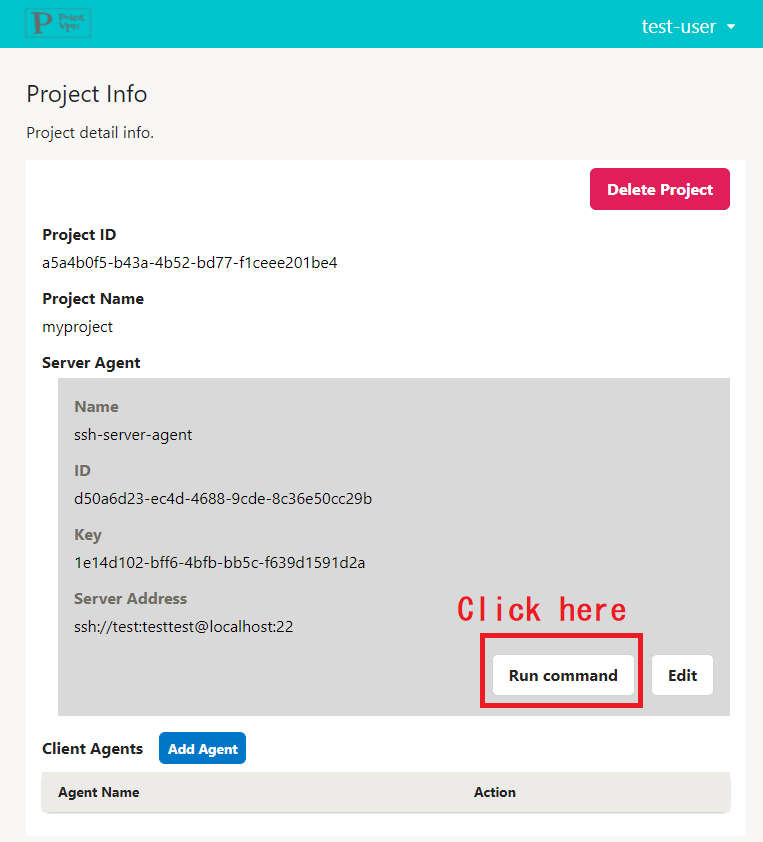 P Point Vpn
test-user
Project Info
Project detail info.
Delete Project
Project ID
a5a4b0f5-b43a-4b52-bd77-f1ceee201be4
Project Name
myproject
Server Agent
Name
ssh-server-agent
ID
d50a6d23-ec4d-4688-9cde-8c36e50cc29b
Key
1e14d102-bff6-4bfb-bb5c-f639d1591d2a
Server Address
ssh://test:testtest@localhost:22
Click here
Run command Edit
Client Agents Add Agent
Agent Name Action